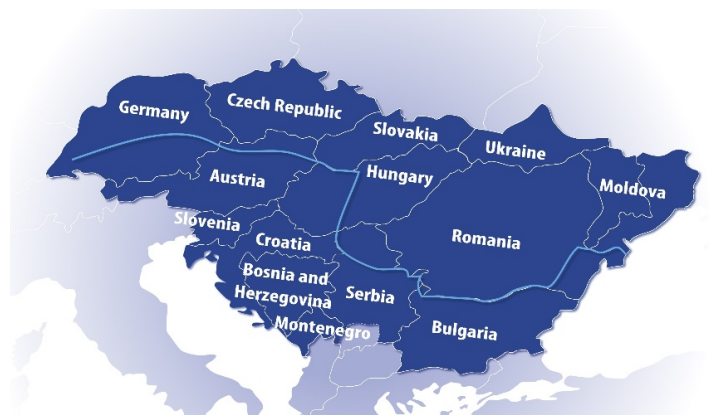 Germany
Czech Republic
Slovakia
Ukraine
Austria
Hungary
Moldova
Slovenia
Croatia
Romania
Bosnia and
Herzegovina
Serbia
Montenegro
Bulgaria